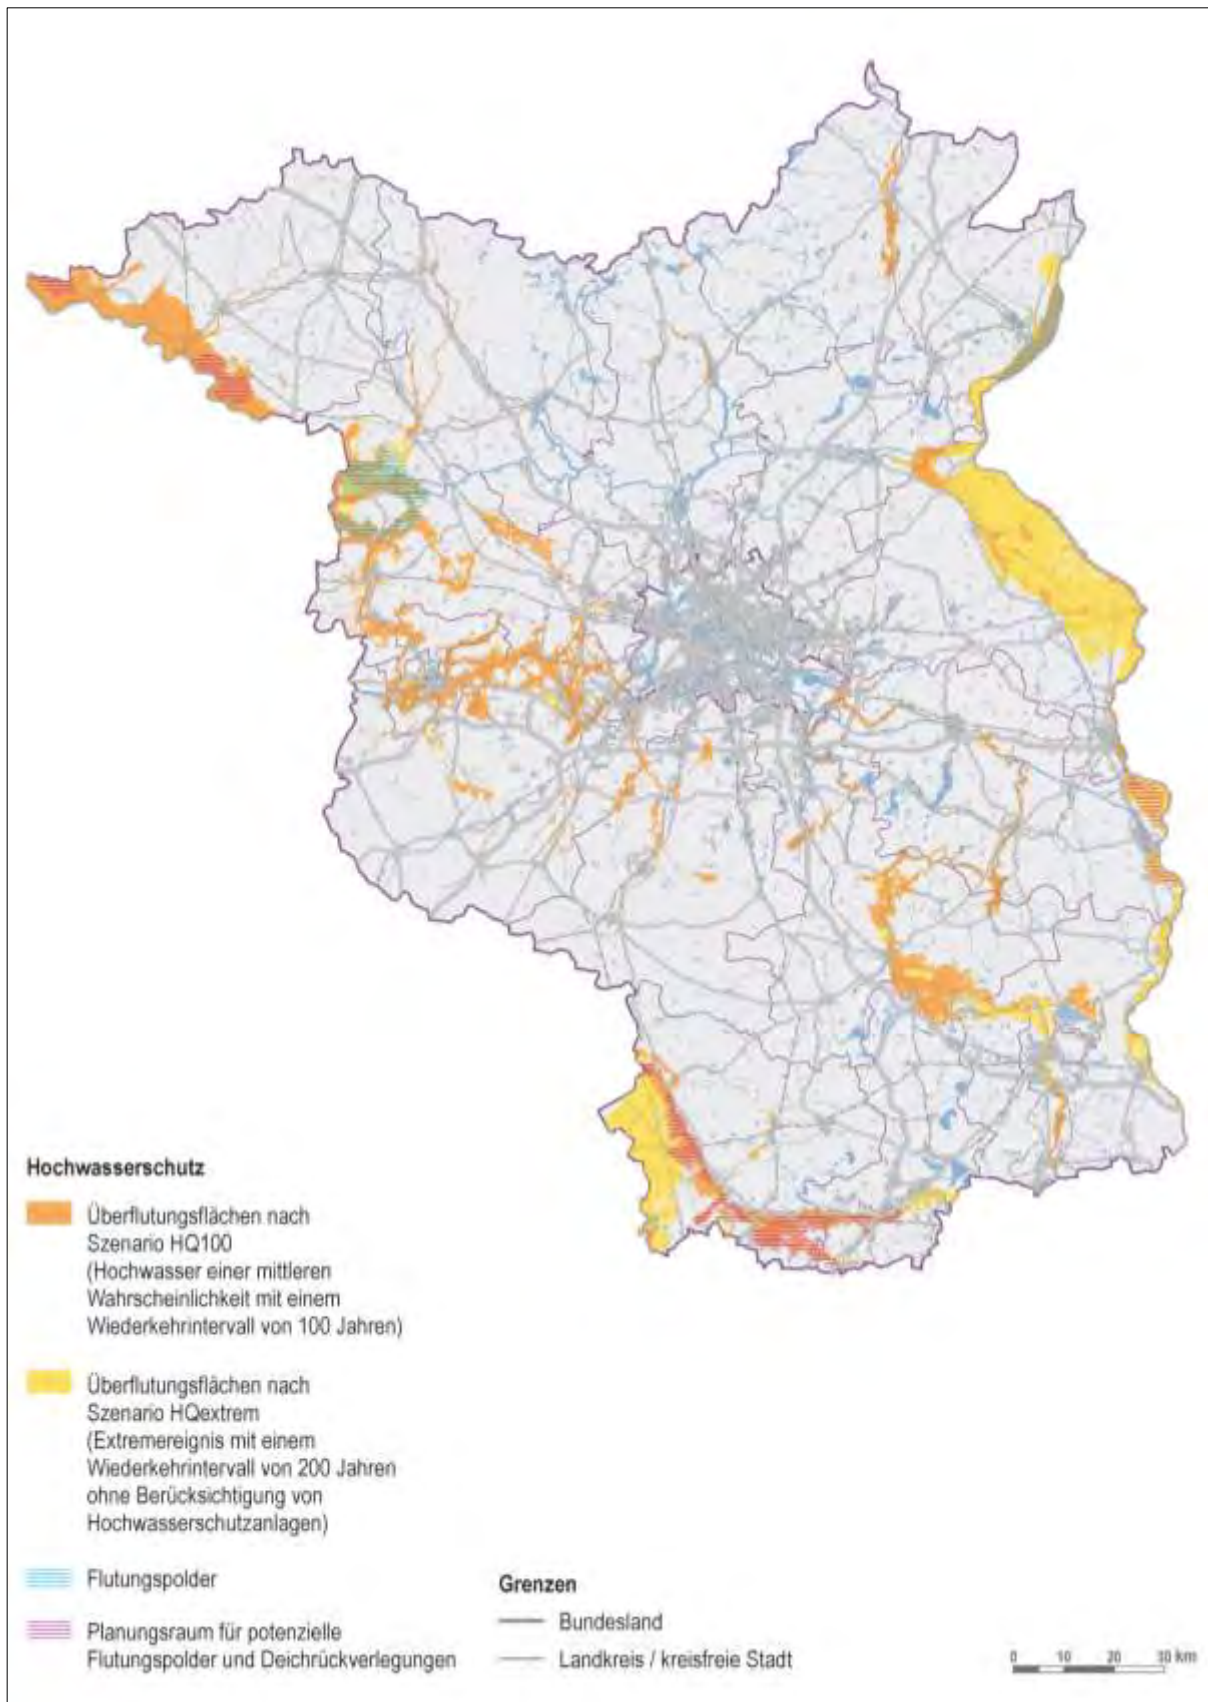 Hochwasserschutz
Überflutungsflächen nach
Szenario HQ100
(Hochwasser einer mittleren
Wahrscheinlichkeit mit einem
Wiederkehrintervall von 100 Jahren)
Überflutungsflächen nach
Szenario HQextrem
(Extremereignis mit einem
Wiederkehrintervall von 200 Jahren
ohne Berücksichtigung von
Hochwasserschutzanlagen)
Flutungspolder
Planungsraum für potenzielle
Flutungspolder und Deichrückverlegungen
Grenzen
Bundesland
Landkreis / kreisfreie Stadt
0 10 20 30 km